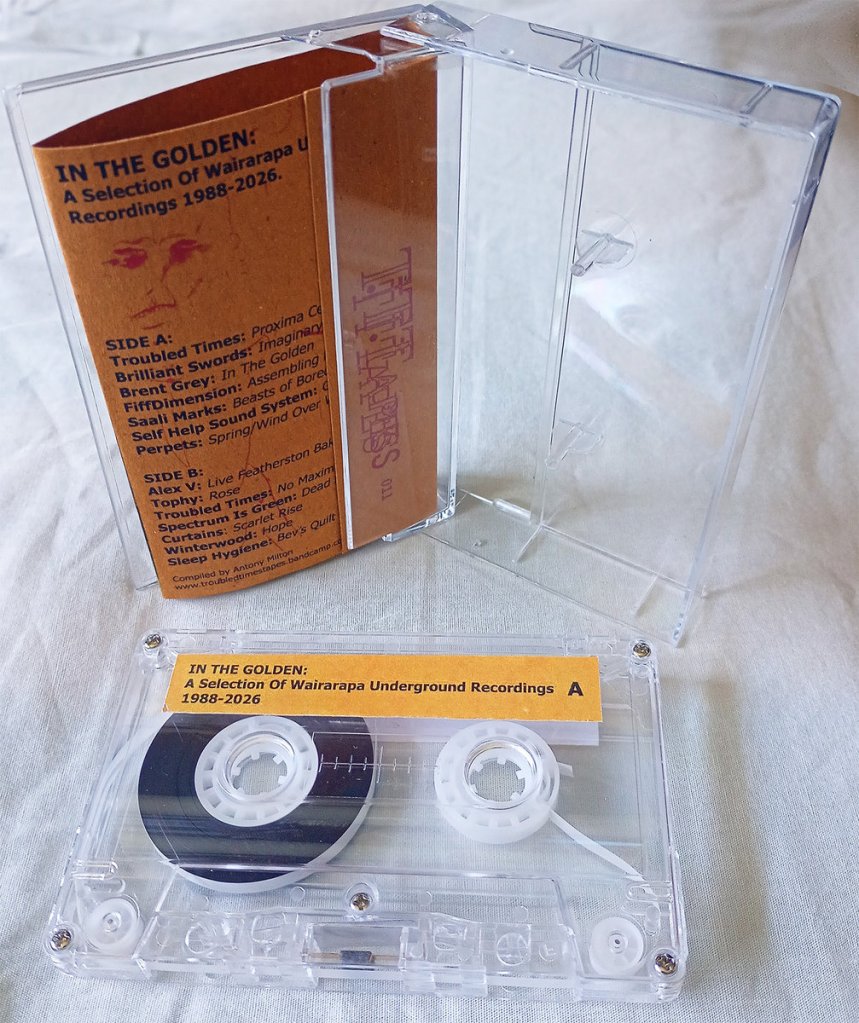 IN THE GOLDEN:
A Selection Of Wairarapa U
Recordings 1988-2026.
SIDE A:
Troubled Times: Proxima Ce
Brilliant Swords: Imaginary
Brent Grey: In The Golden
FiffDimension: Assembling
Saali Marks: Beasts of Bore
Self Help Sound System:
Perpets: Spring/Wind Over
SIDE B:
Alex V: Live Featherston Bak
Tophy: Rose
Troubled Times: No Maxim
Spectrum Is Green: Dead
Curtains: Scarlet Rise
Winterwood: Hope
Sleep Hygiene: Bev's Quilt
Compiled by Antony Milton
www.troubledtimestapes.bandcamp.co
011
IN THE GOLDEN:
A Selection Of Wairarapa Underground Recordings A
1988-2026